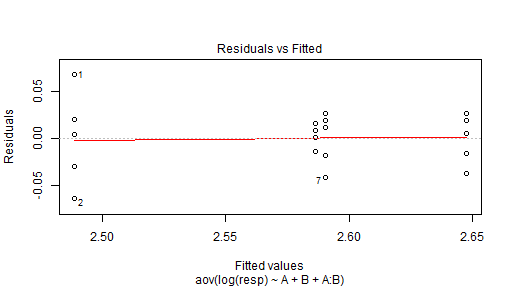 Residuals vs Fitted
Residuals
0.05
0.00
-0.05
1
2
7
2.50
2.55
2.60
2.65
Fitted values
aov(log(resp) ~ A + B + A:B)